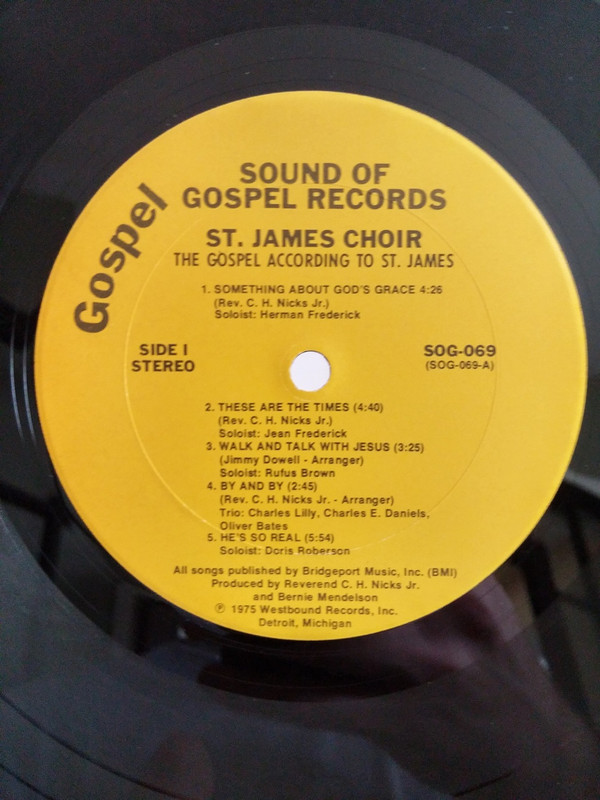 Gospel
SOUND OF
GOSPEL RECORDS
ST. JAMES CHOIR
THE GOSPEL ACCORDING TO ST. JAMES
1. SOMETHING ABOUT GOD'S GRACE 4:26
(Rev. C. H. Nicks Jr.)
Soloist: Herman Frederick
SIDE I
STEREO
SOG-069
(SOG-069-A)
2. THESE ARE THE TIMES (4:40)
(Rev. C. H. Nicks Jr.)
Soloist: Jean Frederick
3. WALK AND TALK WITH JESUS (3:25)
(Jimmy Dowell - Arranger)
Soloist: Rufus Brown
4. BY AND BY (2:45)
(Rev. C. H. Nicks Jr. - Arranger)
Trio: Charles Lilly, Charles E. Daniels,
Oliver Bates
5. HE'S SO REAL (5:54)
Soloist: Doris Roberson
All songs published by Bridgeport Music, Inc. (BMI)
Produced by Reverend C. H. Nicks Jr.
and Bernie Mendelson
℗ 1975 Westbound Records, Inc.
Detroit, Michigan